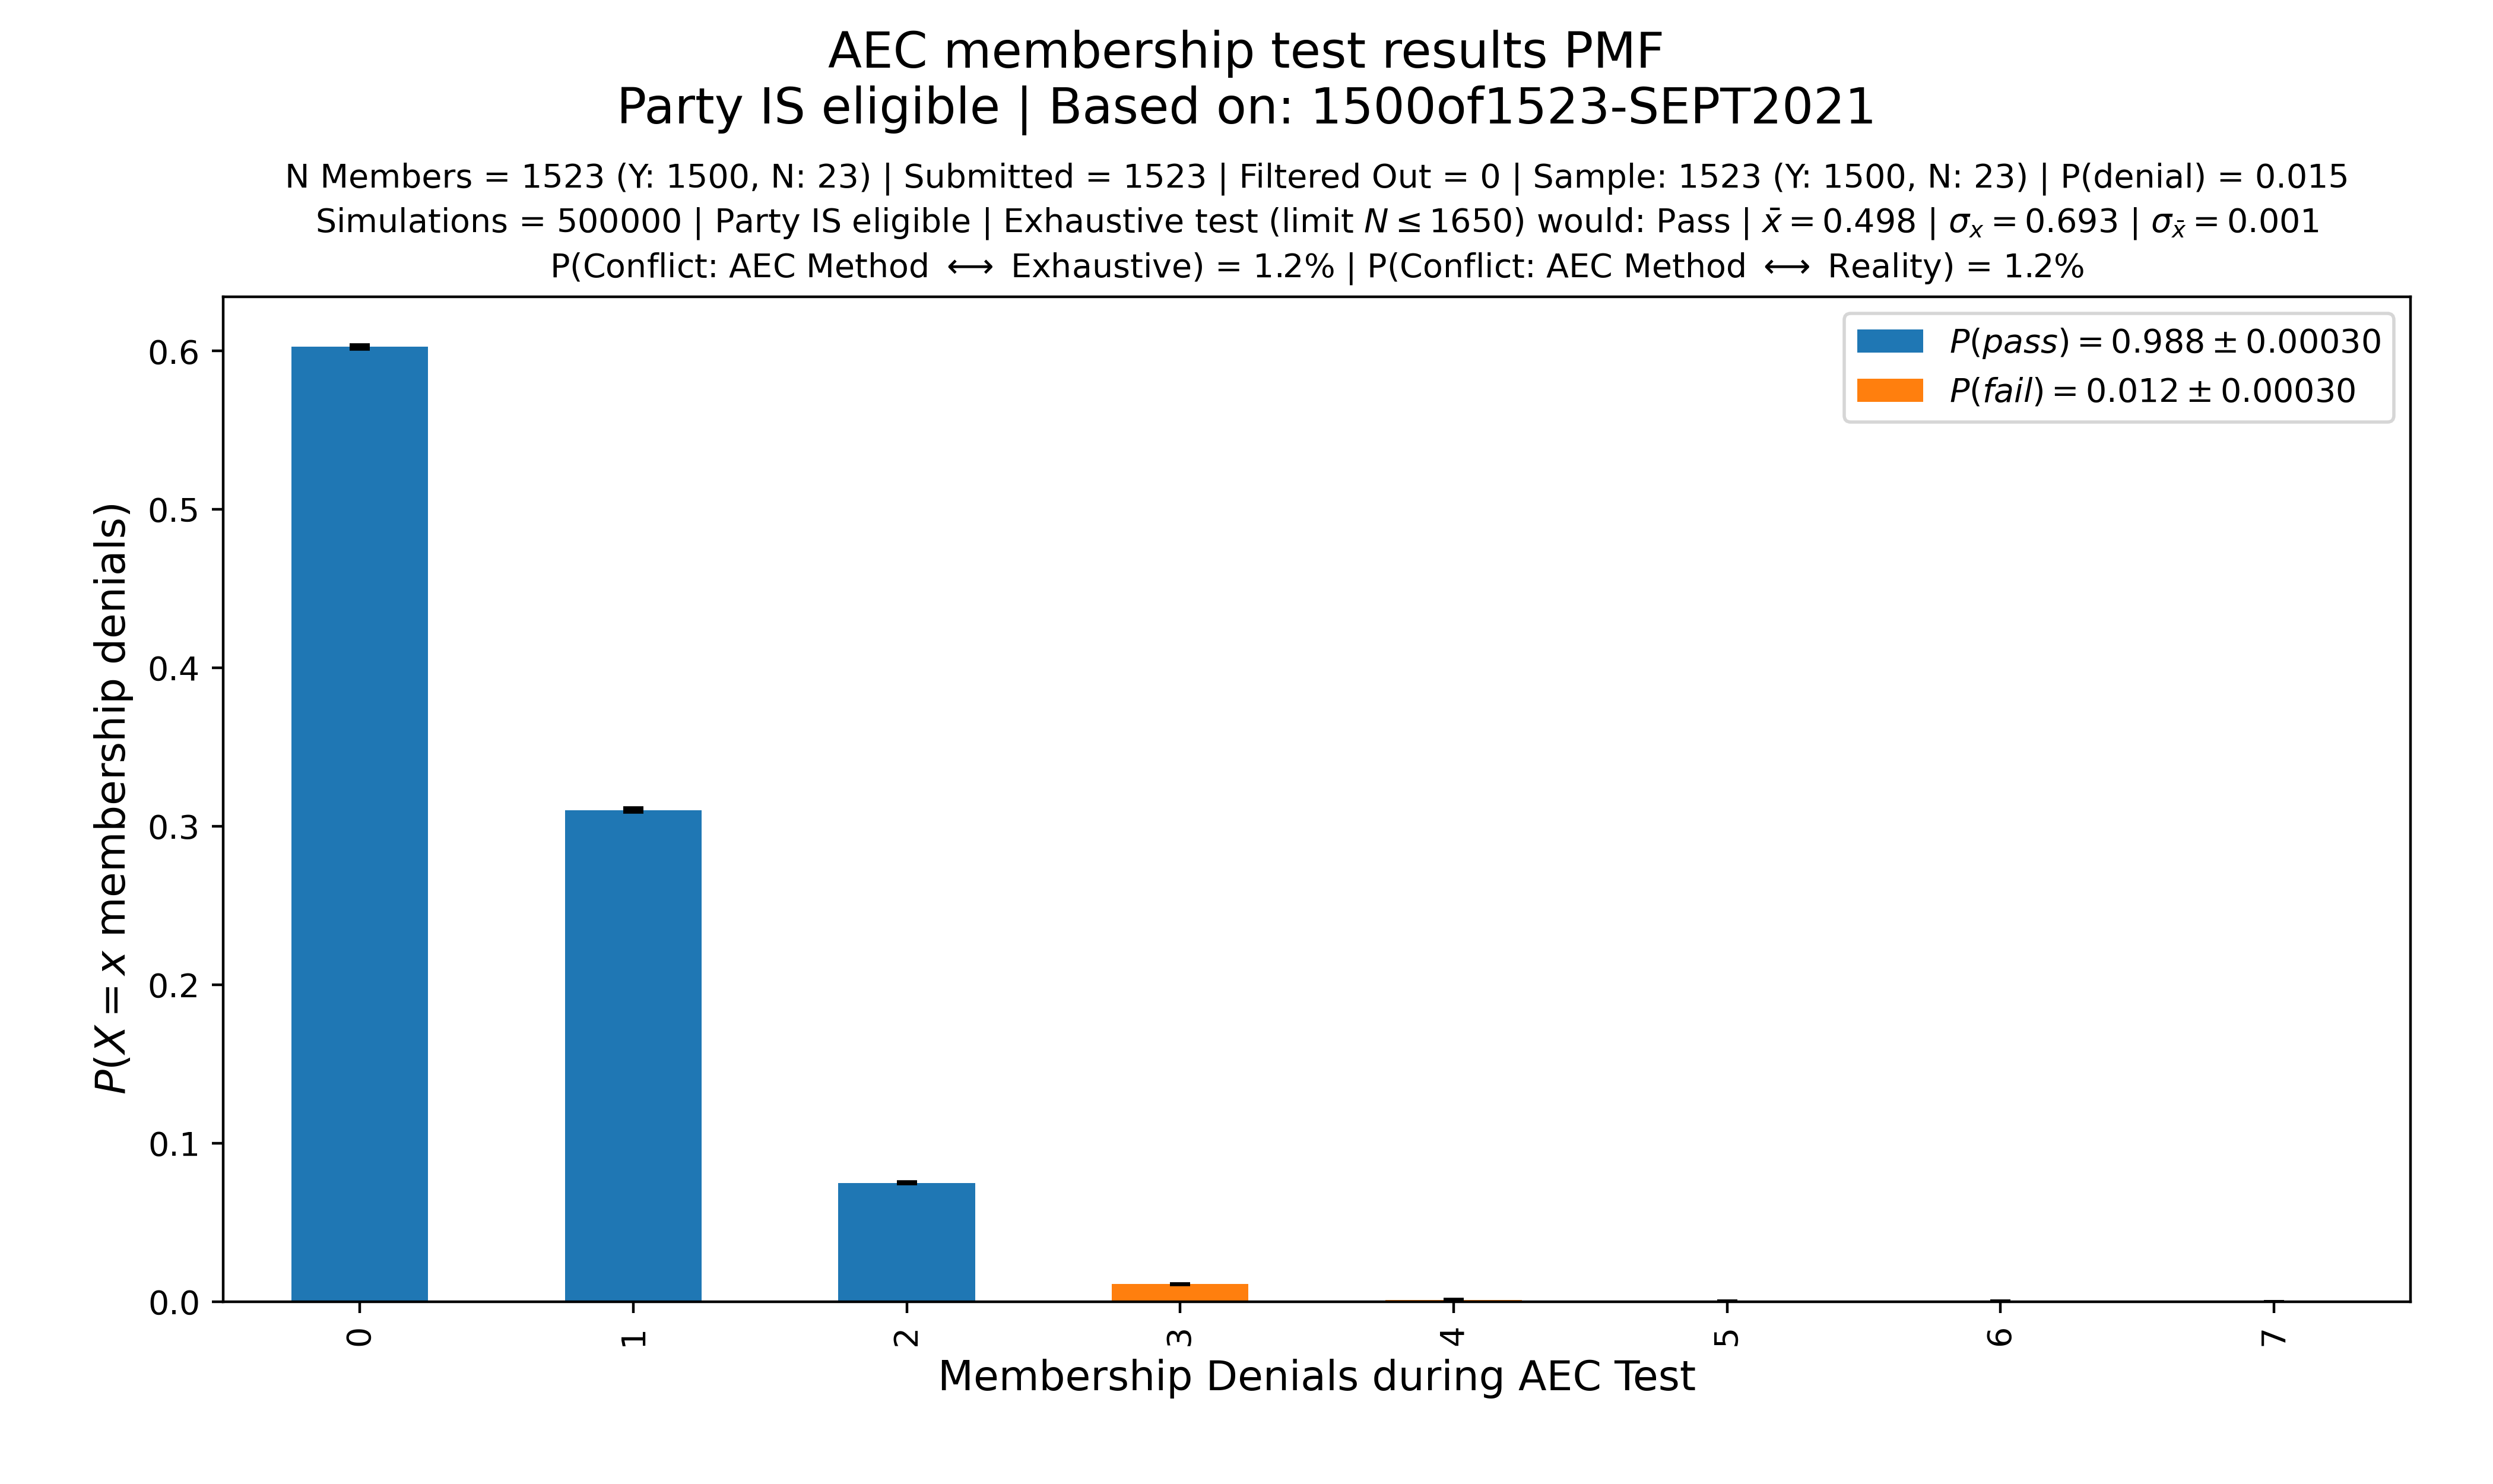 AEC membership test results PMF
Party IS eligible | Based on: 1500of1523-SEPT2021
N Members = 1523 (Y: 1500, N: 23) | Submitted = 1523 | Filtered Out = 0 | Sample: 1523 (Y: 1500, N: 23) | P(denial) = 0.015
Simulations = 500000 | Party IS eligible | Exhaustive test (limit N ≤ 1650) would: Pass | x̄ = 0.498 | σₓ = 0.693 | σ_x̄ = 0.001
P(Conflict: AEC Method ⟷ Exhaustive) = 1.2% | P(Conflict: AEC Method ⟷ Reality) = 1.2%
P(pass) = 0.988 ± 0.00030
P(fail) = 0.012 ± 0.00030
P(X = x membership denials)
0.6
0.5
0.4
0.3
0.2
0.1
0.0
0 1 2 3 4 5 6 7
Membership Denials during AEC Test